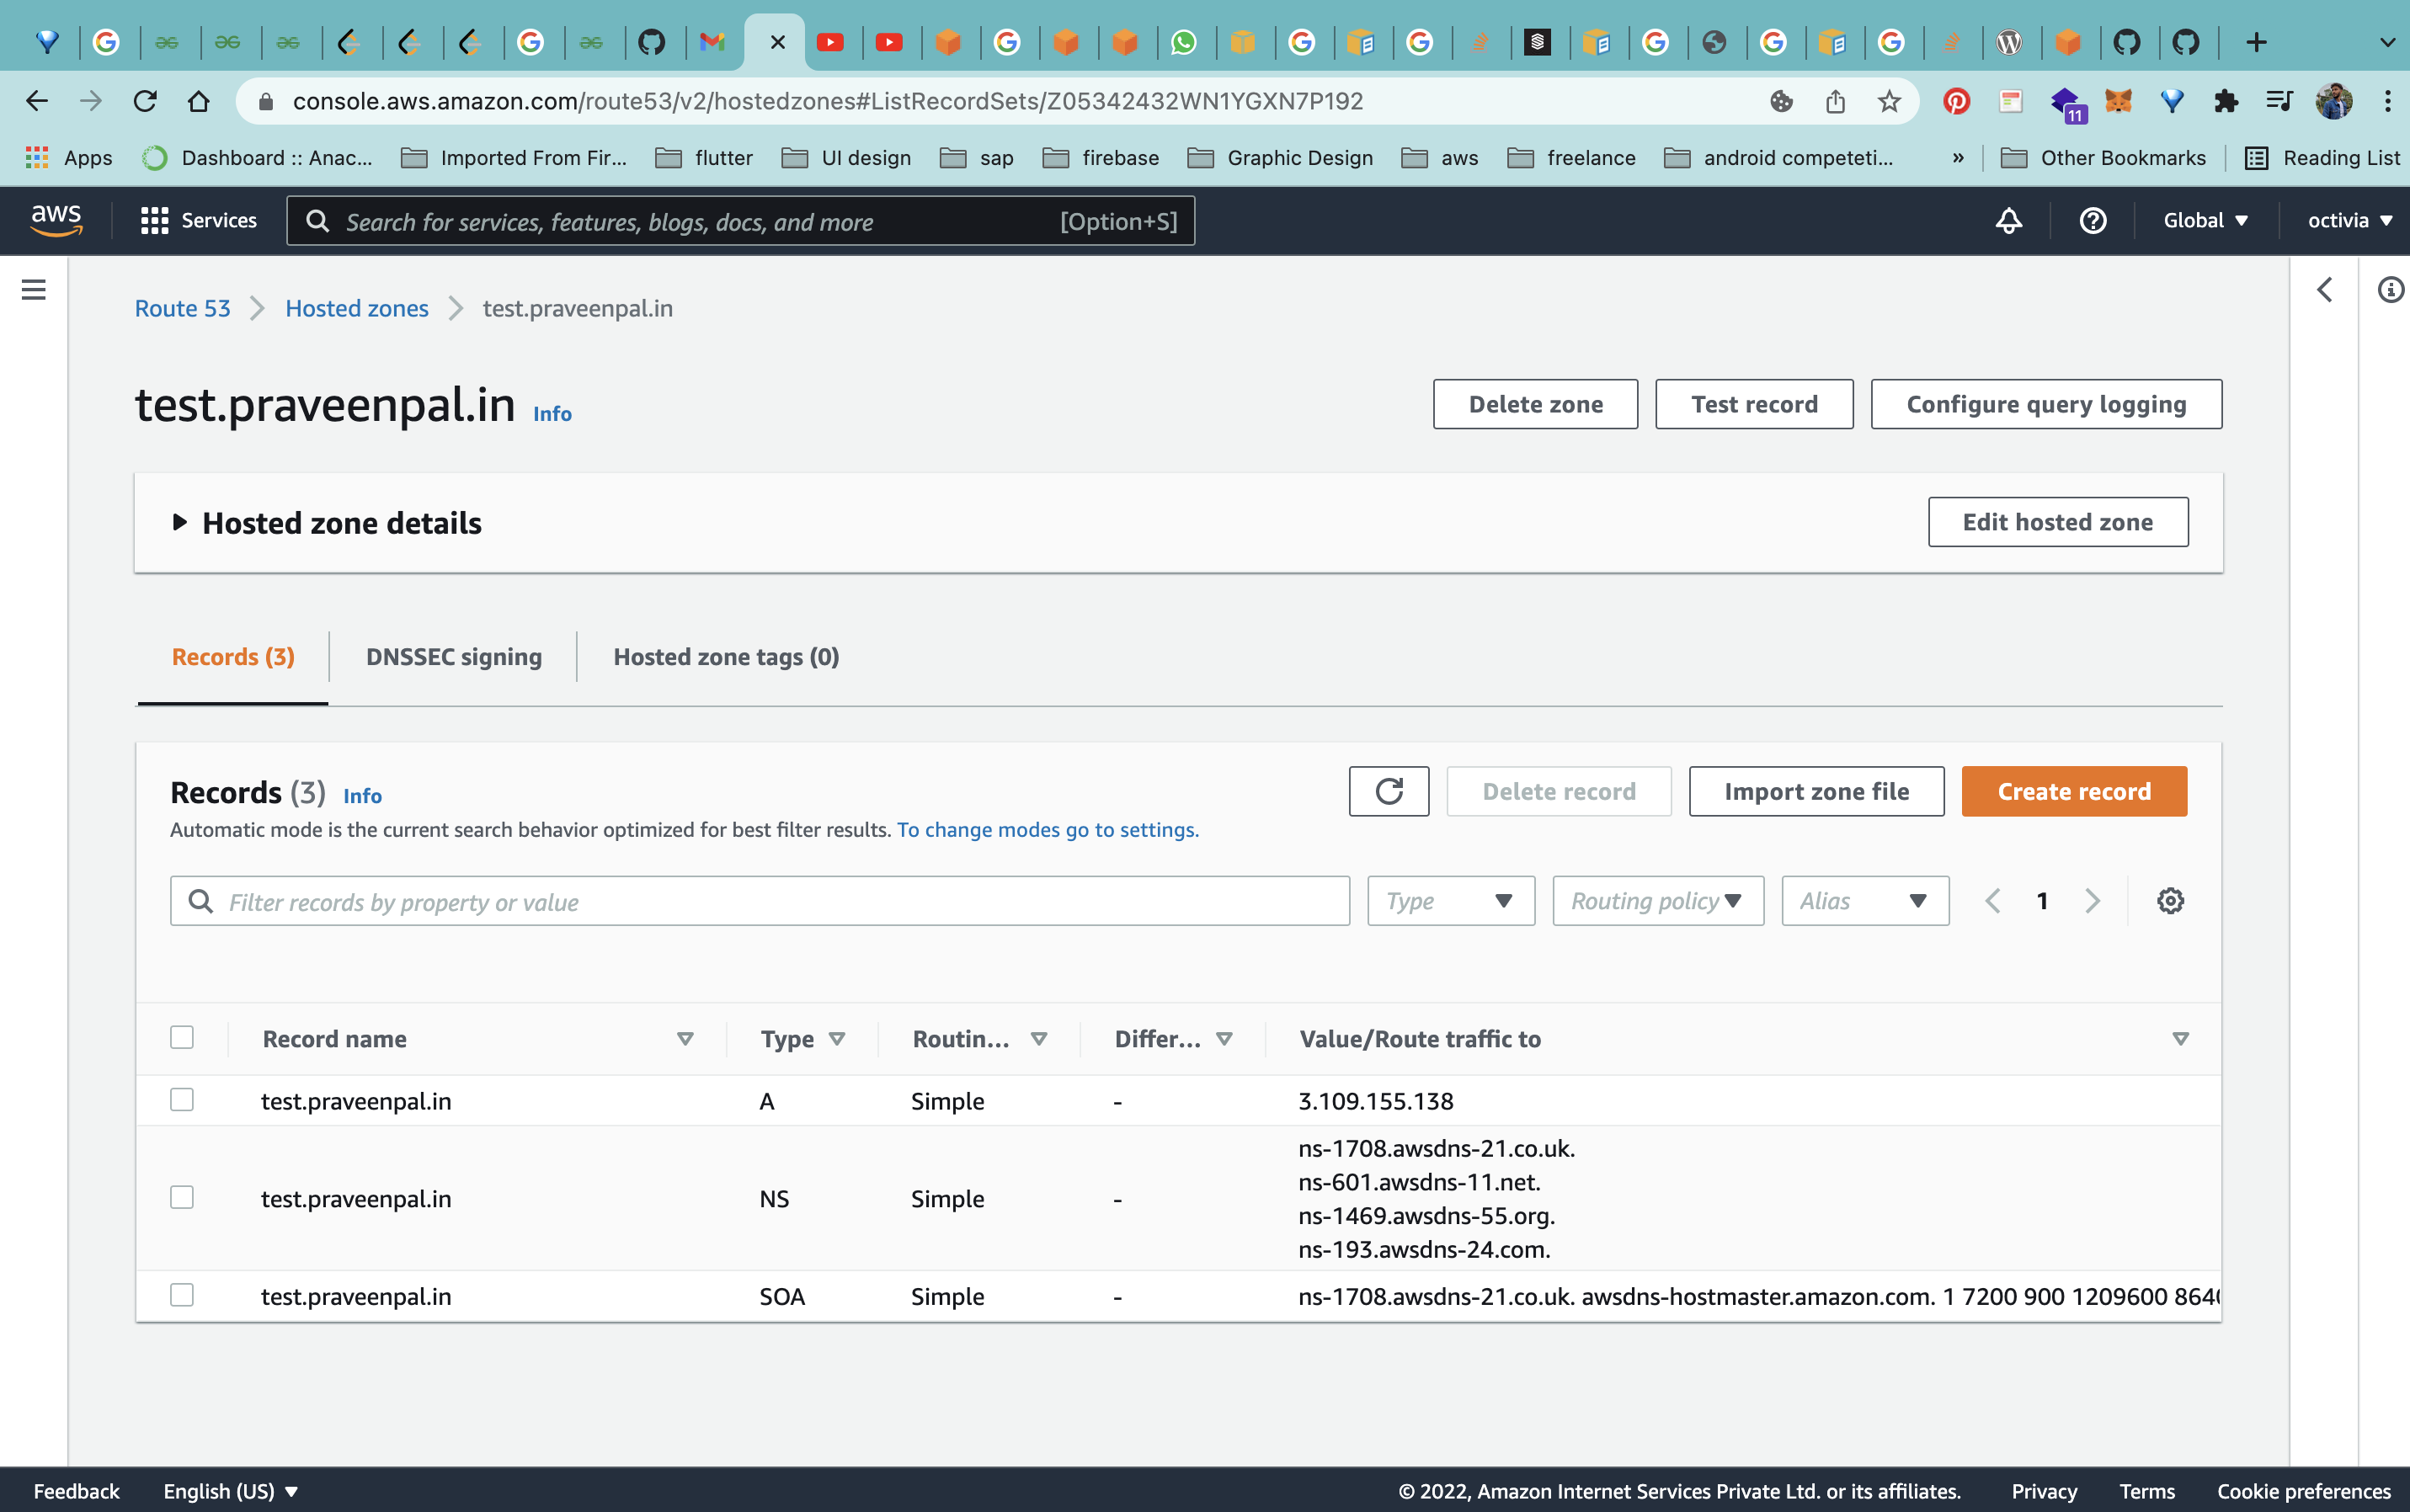 console.aws.amazon.com/route53/v2/hostedzones#ListRecordSets/Z05342432WN1YGXN7P192
11
Apps
Dashboard :: Anac...
Imported From Fir...
flutter
UI design
sap
firebase
Graphic Design
aws
freelance
android competeti...
»
Other Bookmarks
Reading List
aws
Services
Search for services, features, blogs, docs, and more
[Option+S]
Global
octivia
Route 53
Hosted zones
test.praveenpal.in
test.praveenpal.in Info
Delete zone
Test record
Configure query logging
Hosted zone details
Edit hosted zone
Records (3)
DNSSEC signing
Hosted zone tags (0)
Records (3) Info
Delete record
Import zone file
Create record
Automatic mode is the current search behavior optimized for best filter results. To change modes go to settings.
Filter records by property or value
Type
Routing policy
Alias
1
Record name
Type
Routin...
Differ...
Value/Route traffic to
test.praveenpal.in A Simple - 3.109.155.138
test.praveenpal.in NS Simple - ns-1708.awsdns-21.co.uk.
ns-601.awsdns-11.net.
ns-1469.awsdns-55.org.
ns-193.awsdns-24.com.
test.praveenpal.in SOA Simple - ns-1708.awsdns-21.co.uk. awsdns-hostmaster.amazon.com. 1 7200 900 1209600
Feedback
English (US)
© 2022, Amazon Internet Services Private Ltd. or its affiliates.
Privacy
Terms
Cookie preferences